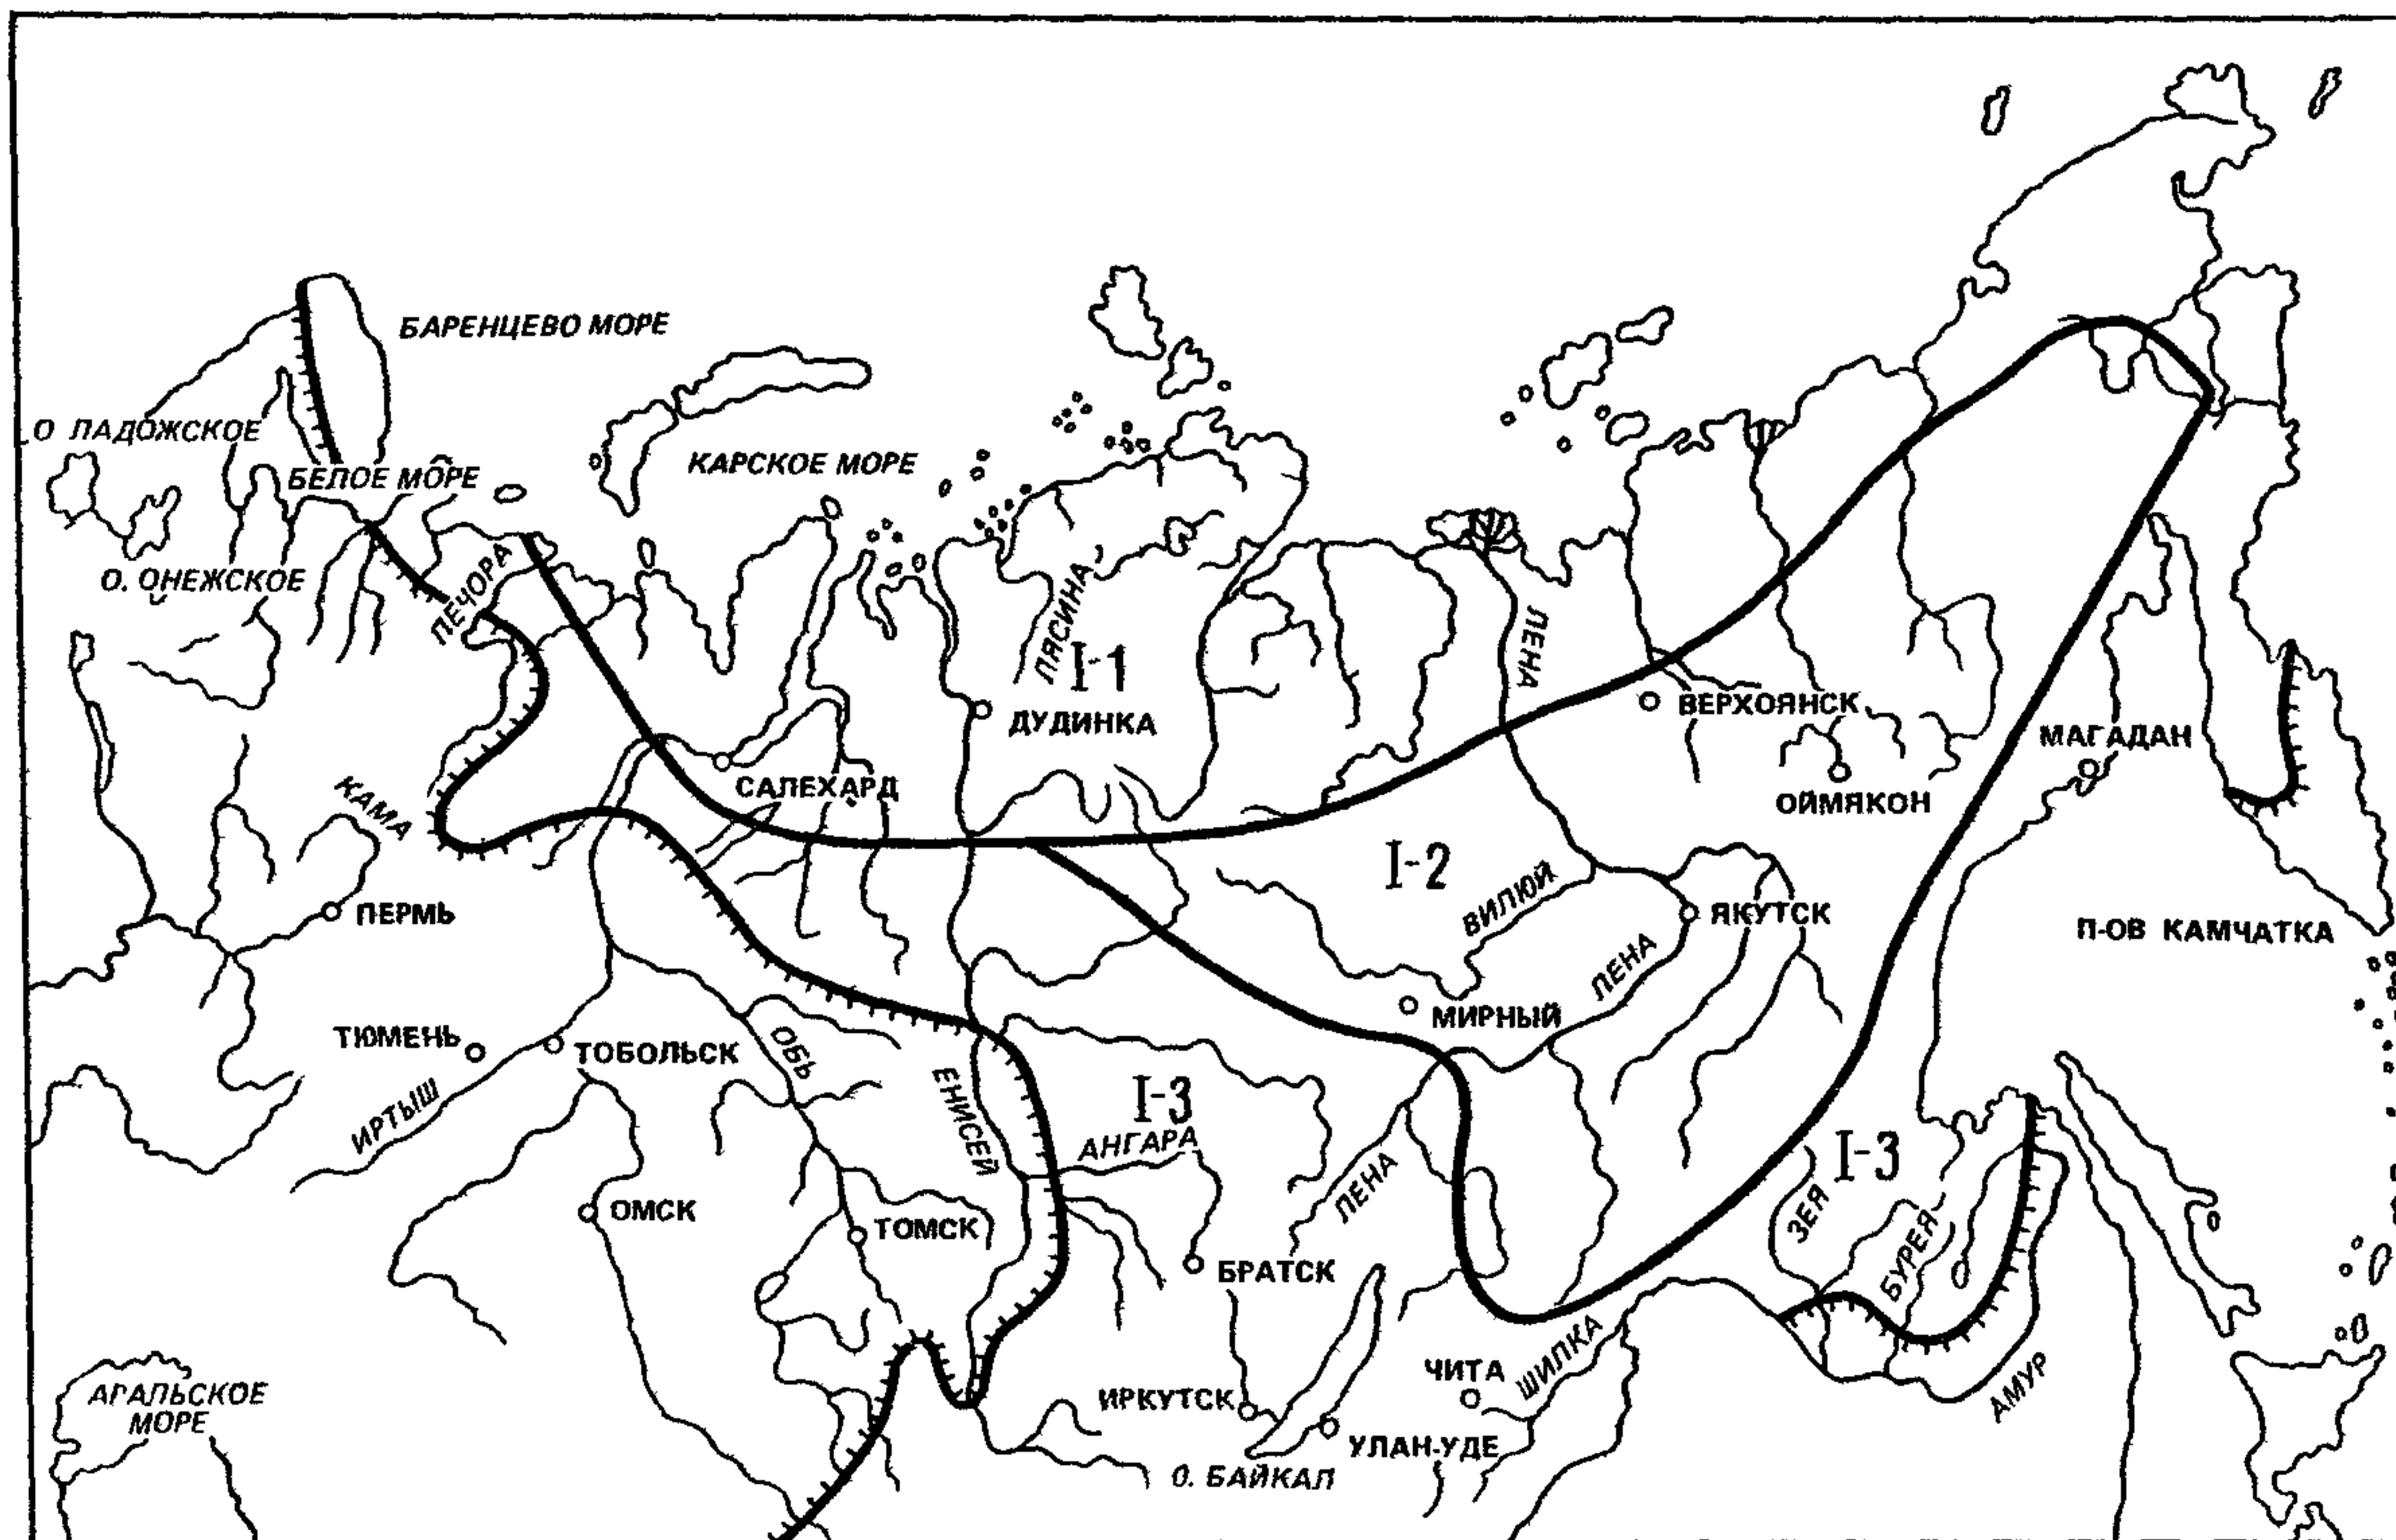 БАРЕНЦЕВО МОРЕ
О ЛАДОЖСКОЕ
БЕЛОЕ МОРЕ
КАРСКОЕ МОРЕ
О. ОНЕЖСКОЕ
ПЕЧОРА
ПЯСИНА
I-1
ЛЕНА
ДУДИНКА
ВЕРХОЯНСК
МАГАДАН
САЛЕХАРД
КАМА
ОЙМЯКОН
I-2
ВИЛЮЙ
ПЕРМЬ
ЯКУТСК
П-ОВ КАМЧАТКА
ЛЕНА
МИРНЫЙ
ТЮМЕНЬ
ТОБОЛЬСК
ОБЬ
ИРТЫШ
ЕНИСЕЙ
I-3
АНГАРА
ЛЕНА
I-3
ЗЕЯ
БУРЕЯ
ОМСК
ТОМСК
БРАТСК
ЧИТА
ШИЛКА
АМУР
АРАЛЬСКОЕ
МОРЕ
ИРКУТСК
УЛАН-УДЕ
О. БАЙКАЛ